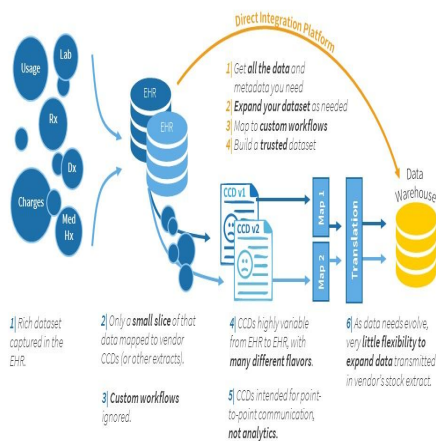 Direct Integration Platform
1| Get all the data and
metadata you need
2| Expand your dataset as needed
3| Map to custom workflows
4| Build a trusted dataset
Usage
Lab
Rx
Dx
Charges
Med
Hx
EHR
EHR
CCD v1
CCD v2
Map 1
Map 2
Translation
Data
Warehouse
1| Rich dataset
captured in the
EHR.
2| Only a small slice of that
data mapped to vendor
CCDs (or other extracts).
3| Custom workflows
ignored.
4| CCDs highly variable
from EHR to EHR, with
many different flavors.
5| CCDs intended for point-
to-point communication,
not analytics.
6| As data needs evolve,
very little flexibility to
expand data transmitted
in vendor's stock extract.